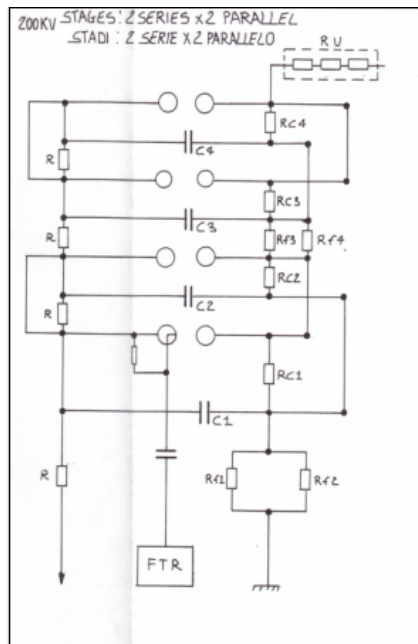 200KV STAGES: 2 SERIES x 2 PARALLEL
STADI: 2 SERIE X 2 PARALLELO
RU
RC4
R
C4
RC3
C3
R
Rf3
Rf4
RC2
C2
R
RC1
C1
R
Rf1
Rf2
FTR